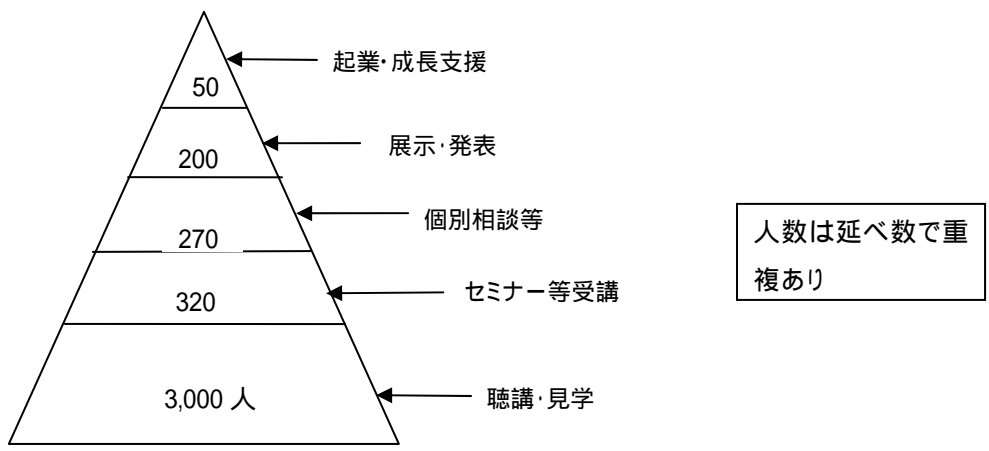 起業・成長支援
50
展示・発表
200
個別相談等
270
セミナー等受講
320
3,000 人
聴講・見学
人数は延べ数で重
複あり